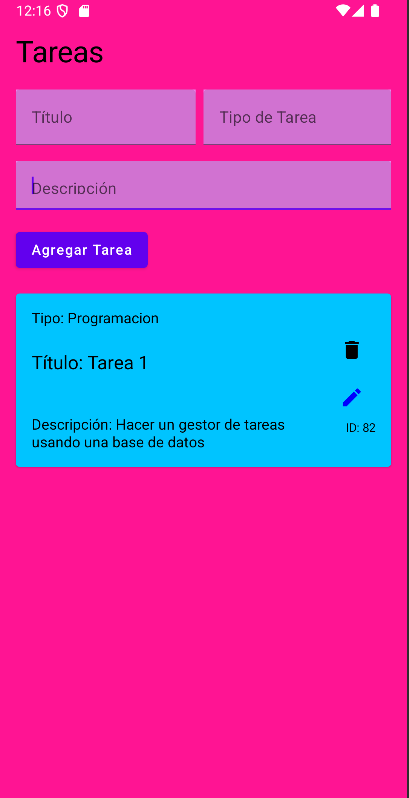 12:16
Tareas
Título
Tipo de Tarea
Descripción
Agregar Tarea
Tipo: Programacion
Título: Tarea 1
Descripción: Hacer un gestor de tareas
usando una base de datos
ID: 82